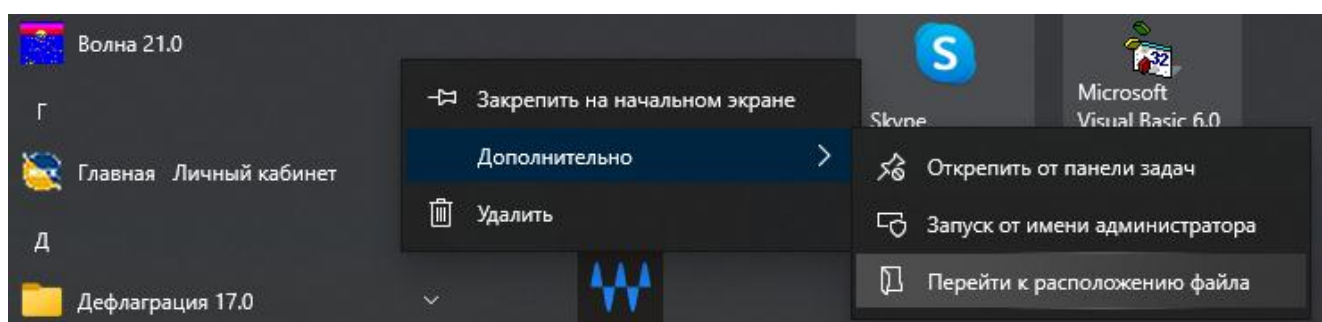 Волна 21.0
Г
Главная Личный кабинет
Д
Дефлаграция 17.0
Закрепить на начальном экране
Дополнительно
Удалить
S
Skype
32
Microsoft
Visual Basic 6.0
Открепить от панели задач
Запуск от имени администратора
Перейти к расположению файла